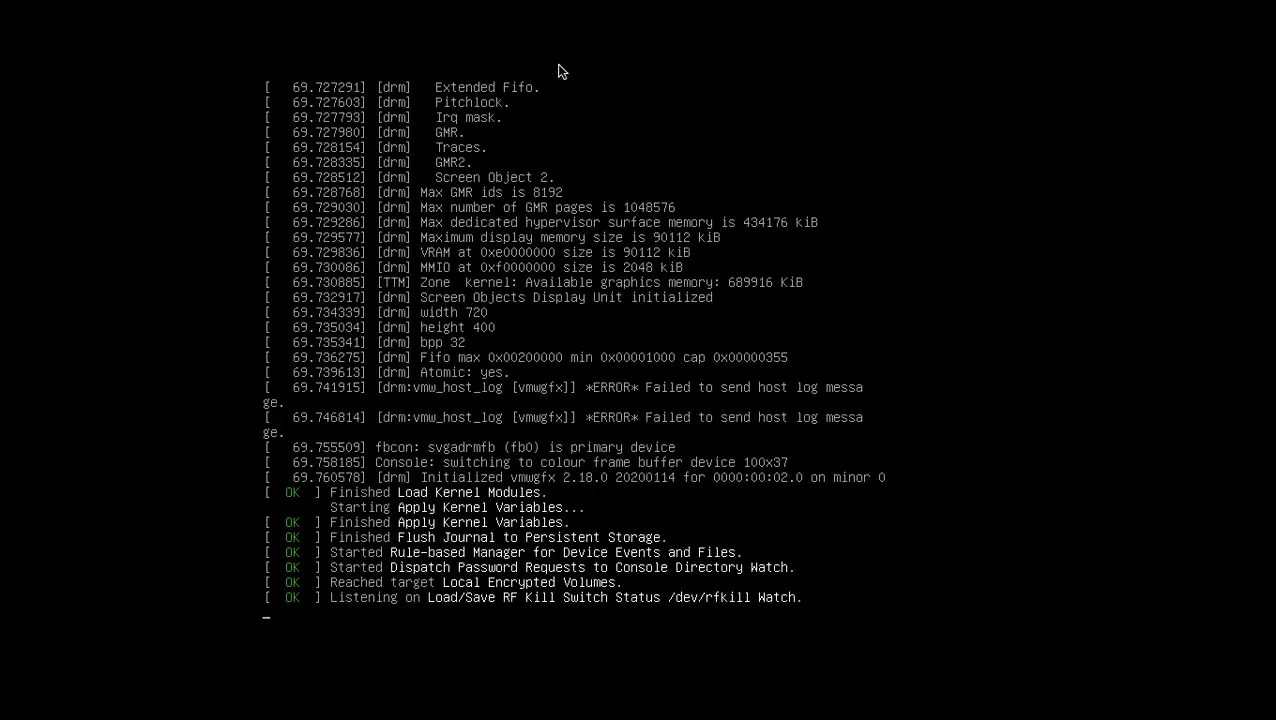 [   69.727291] [drm]   Extended Fifo.
[   69.727603] [drm]   Pitchlock.
[   69.727793] [drm]   Irq mask.
[   69.727980] [drm]   GMR.
[   69.728154] [drm]   Traces.
[   69.728335] [drm]   GMR2.
[   69.728512] [drm]   Screen Object 2.
[   69.728768] [drm] Max GMR ids is 8192
[   69.729030] [drm] Max number of GMR pages is 1048576
[   69.729286] [drm] Max dedicated hypervisor surface memory is 434176 kiB
[   69.729577] [drm] Maximum display memory size is 90112 kiB
[   69.729836] [drm] VRAM at 0xe0000000 size is 90112 kiB
[   69.730086] [drm] MMIO at 0xf0000000 size is 2048 kiB
[   69.730885] [TTM] Zone  kernel: Available graphics memory: 689916 KiB
[   69.732917] [drm] Screen Objects Display Unit initialized
[   69.734339] [drm] width 720
[   69.735034] [drm] height 400
[   69.735341] [drm] bpp 32
[   69.736275] [drm] Fifo max 0x00200000 min 0x00001000 cap 0x00000355
[   69.739613] [drm] Atomic: yes.
[   69.741915] [drm:vmw_host_log [vmwgfx]] *ERROR* Failed to send host log messa
ge.
[   69.746814] [drm:vmw_host_log [vmwgfx]] *ERROR* Failed to send host log messa
ge.
[   69.755509] fbcon: svgadrmfb (fb0) is primary device
[   69.758185] Console: switching to colour frame buffer device 100x37
[   69.760578] [drm] Initialized vmwgfx 2.18.0 20200114 for 0000:00:02.0 on minor 0
[  OK  ] Finished Load Kernel Modules.
         Starting Apply Kernel Variables...
[  OK  ] Finished Apply Kernel Variables.
[  OK  ] Finished Flush Journal to Persistent Storage.
[  OK  ] Started Rule-based Manager for Device Events and Files.
[  OK  ] Started Dispatch Password Requests to Console Directory Watch.
[  OK  ] Reached target Local Encrypted Volumes.
[  OK  ] Listening on Load/Save RF Kill Switch Status /dev/rfkill Watch.